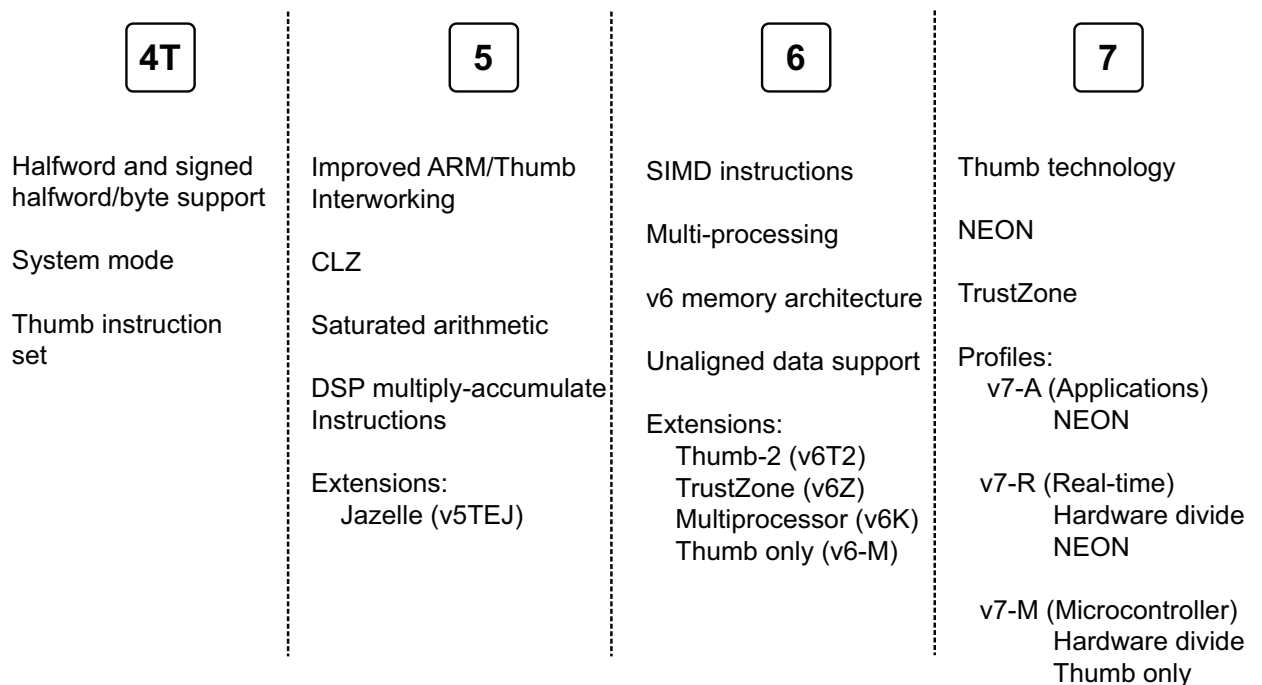 4T
Halfword and signed
halfword/byte support
System mode
Thumb instruction
set
5
Improved ARM/Thumb
Interworking
CLZ
Saturated arithmetic
DSP multiply-accumulate
Instructions
Extensions:
Jazelle (v5TEJ)
6
SIMD instructions
Multi-processing
v6 memory architecture
Unaligned data support
Extensions:
Thumb-2 (v6T2)
TrustZone (v6Z)
Multiprocessor (v6K)
Thumb only (v6-M)
7
Thumb technology
NEON
TrustZone
Profiles:
v7-A (Applications)
NEON
v7-R (Real-time)
Hardware divide
NEON
v7-M (Microcontroller)
Hardware divide
Thumb only